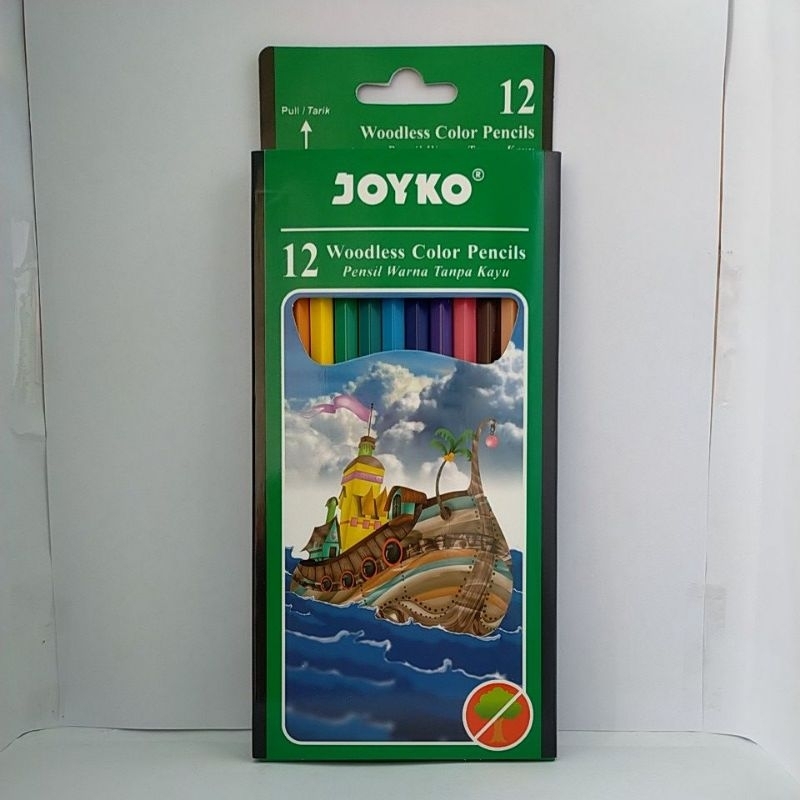 12
Pull / Tarik
Woodless Color Pencils
JOYKO®
12 Woodless Color Pencils
Pensil Warna Tanpa Kayu